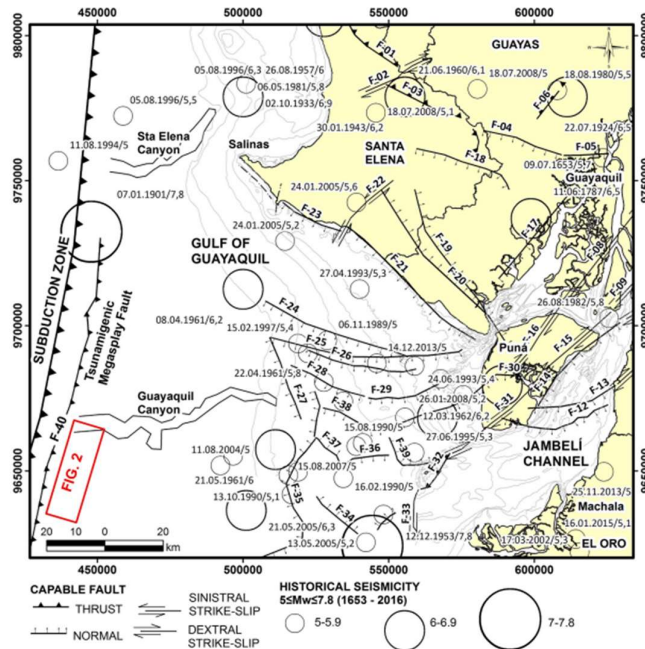 450000 500000 550000 600000
9800000 9800000
GUAYAS
F-01
05.08.1996/6,3 26.08.1957/6
F-02 21.06.1960/6,1 18.07.2008/5 18.08.1980/5,5
06.05.1981/5,8
F-03
05.08.1996/5,5
02.10.1933/6,9
18.07.2008/5,1
F-06
30.01.1943/6,2
F-04
22.07.1924/6,5
11.08.1994/5
Sta Elena
Canyon
Salinas
SANTA
ELENA
F-18
F-05
09.07.1653/5,7
Guayaquil
9750000 9750000
07.01.1901/7,8
24.01.2005/5,6
F-22
11.06.1787/6,5
F-23
24.01.2005/5,2
F-19
F-17
GULF OF
GUAYAQUIL
F-21
F-20
F-08
SUBDUCTION ZONE
Tsunamigenic
Megasplay Fault
27.04.1993/5,3
F-09
26.08.1982/5,8
F-24
9700000 9700000
08.04.1961/6,2
15.02.1997/5,4
06.11.1989/5
F-16
F-25
F-26
14.12.2013/5
Puná
F-15
22.04.1961/5,8
F-28
F-30
24.06.1993/5,4
F-14
F-29
F-13
Guayaquil
Canyon
F-27
26.01.2008/5,2
F-31
F-38
F-12
12.03.1962/6,2
F-40
15.08.1990/5
27.06.1995/5,3
JAMBELÍ
CHANNEL
F-37
F-36
F-39
FIG. 2
11.08.2004/5
15.08.2007/5
F-32
9650000 9650000
21.05.1961/6
16.02.1990/5
13.10.1990/5,1
F-35
25.11.2013/5
F-34
F-33
Machala
21.05.2005/6,3
12.12.1953/7,8
16.01.2015/5,1
13.05.2005/5,2
17.03.2002/5,3
EL ORO
20 10 0 20
km
450000 500000 550000 600000
CAPABLE FAULT
THRUST
NORMAL
SINISTRAL
STRIKE-SLIP
DEXTRAL
STRIKE-SLIP
HISTORICAL SEISMICITY
5≤Mw≤7.8 (1653 - 2016)
5-5.9 6-6.9 7-7.8